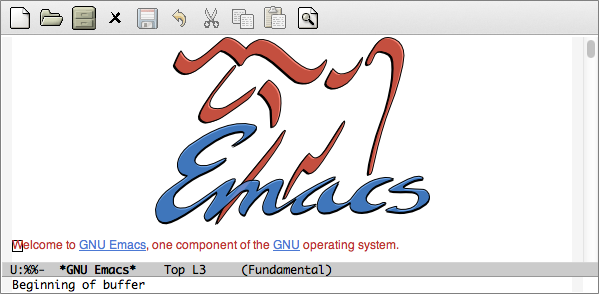 Emacs
Welcome to GNU Emacs, one component of the GNU operating system.
U:%%-  *GNU Emacs*    Top L3     (Fundamental)
Beginning of buffer